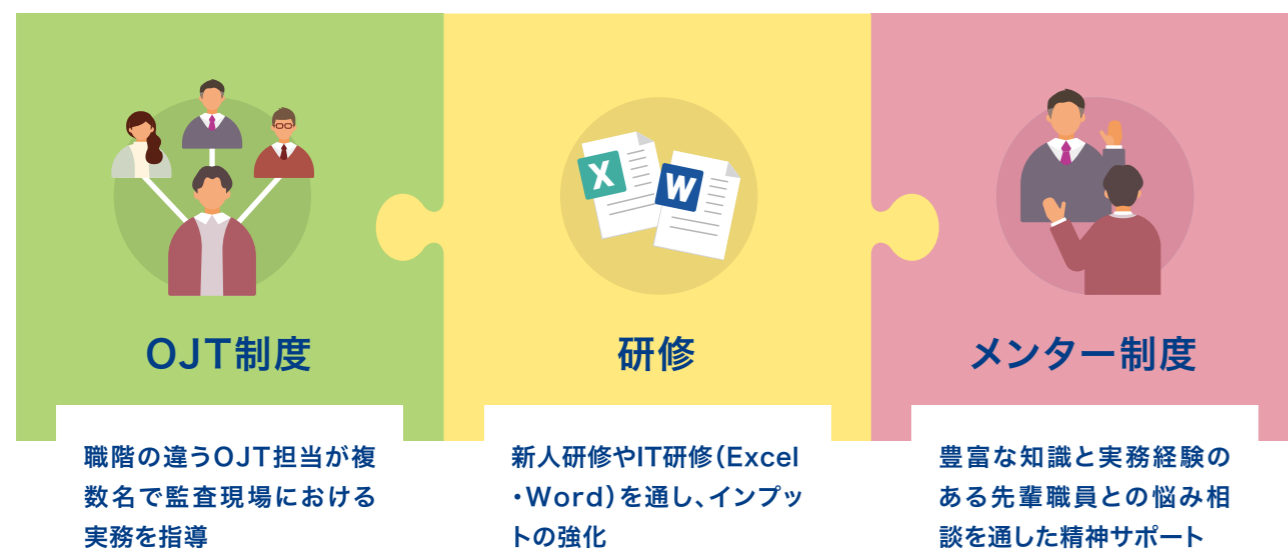 X
W
OJT制度
職階の違うOJT担当が複
数名で監査現場における
実務を指導
研修
新人研修やIT研修(Excel
・Word)を通し、インプッ
トの強化
メンター制度
豊富な知識と実務経験の
ある先輩職員との悩み相
談を通した精神サポート